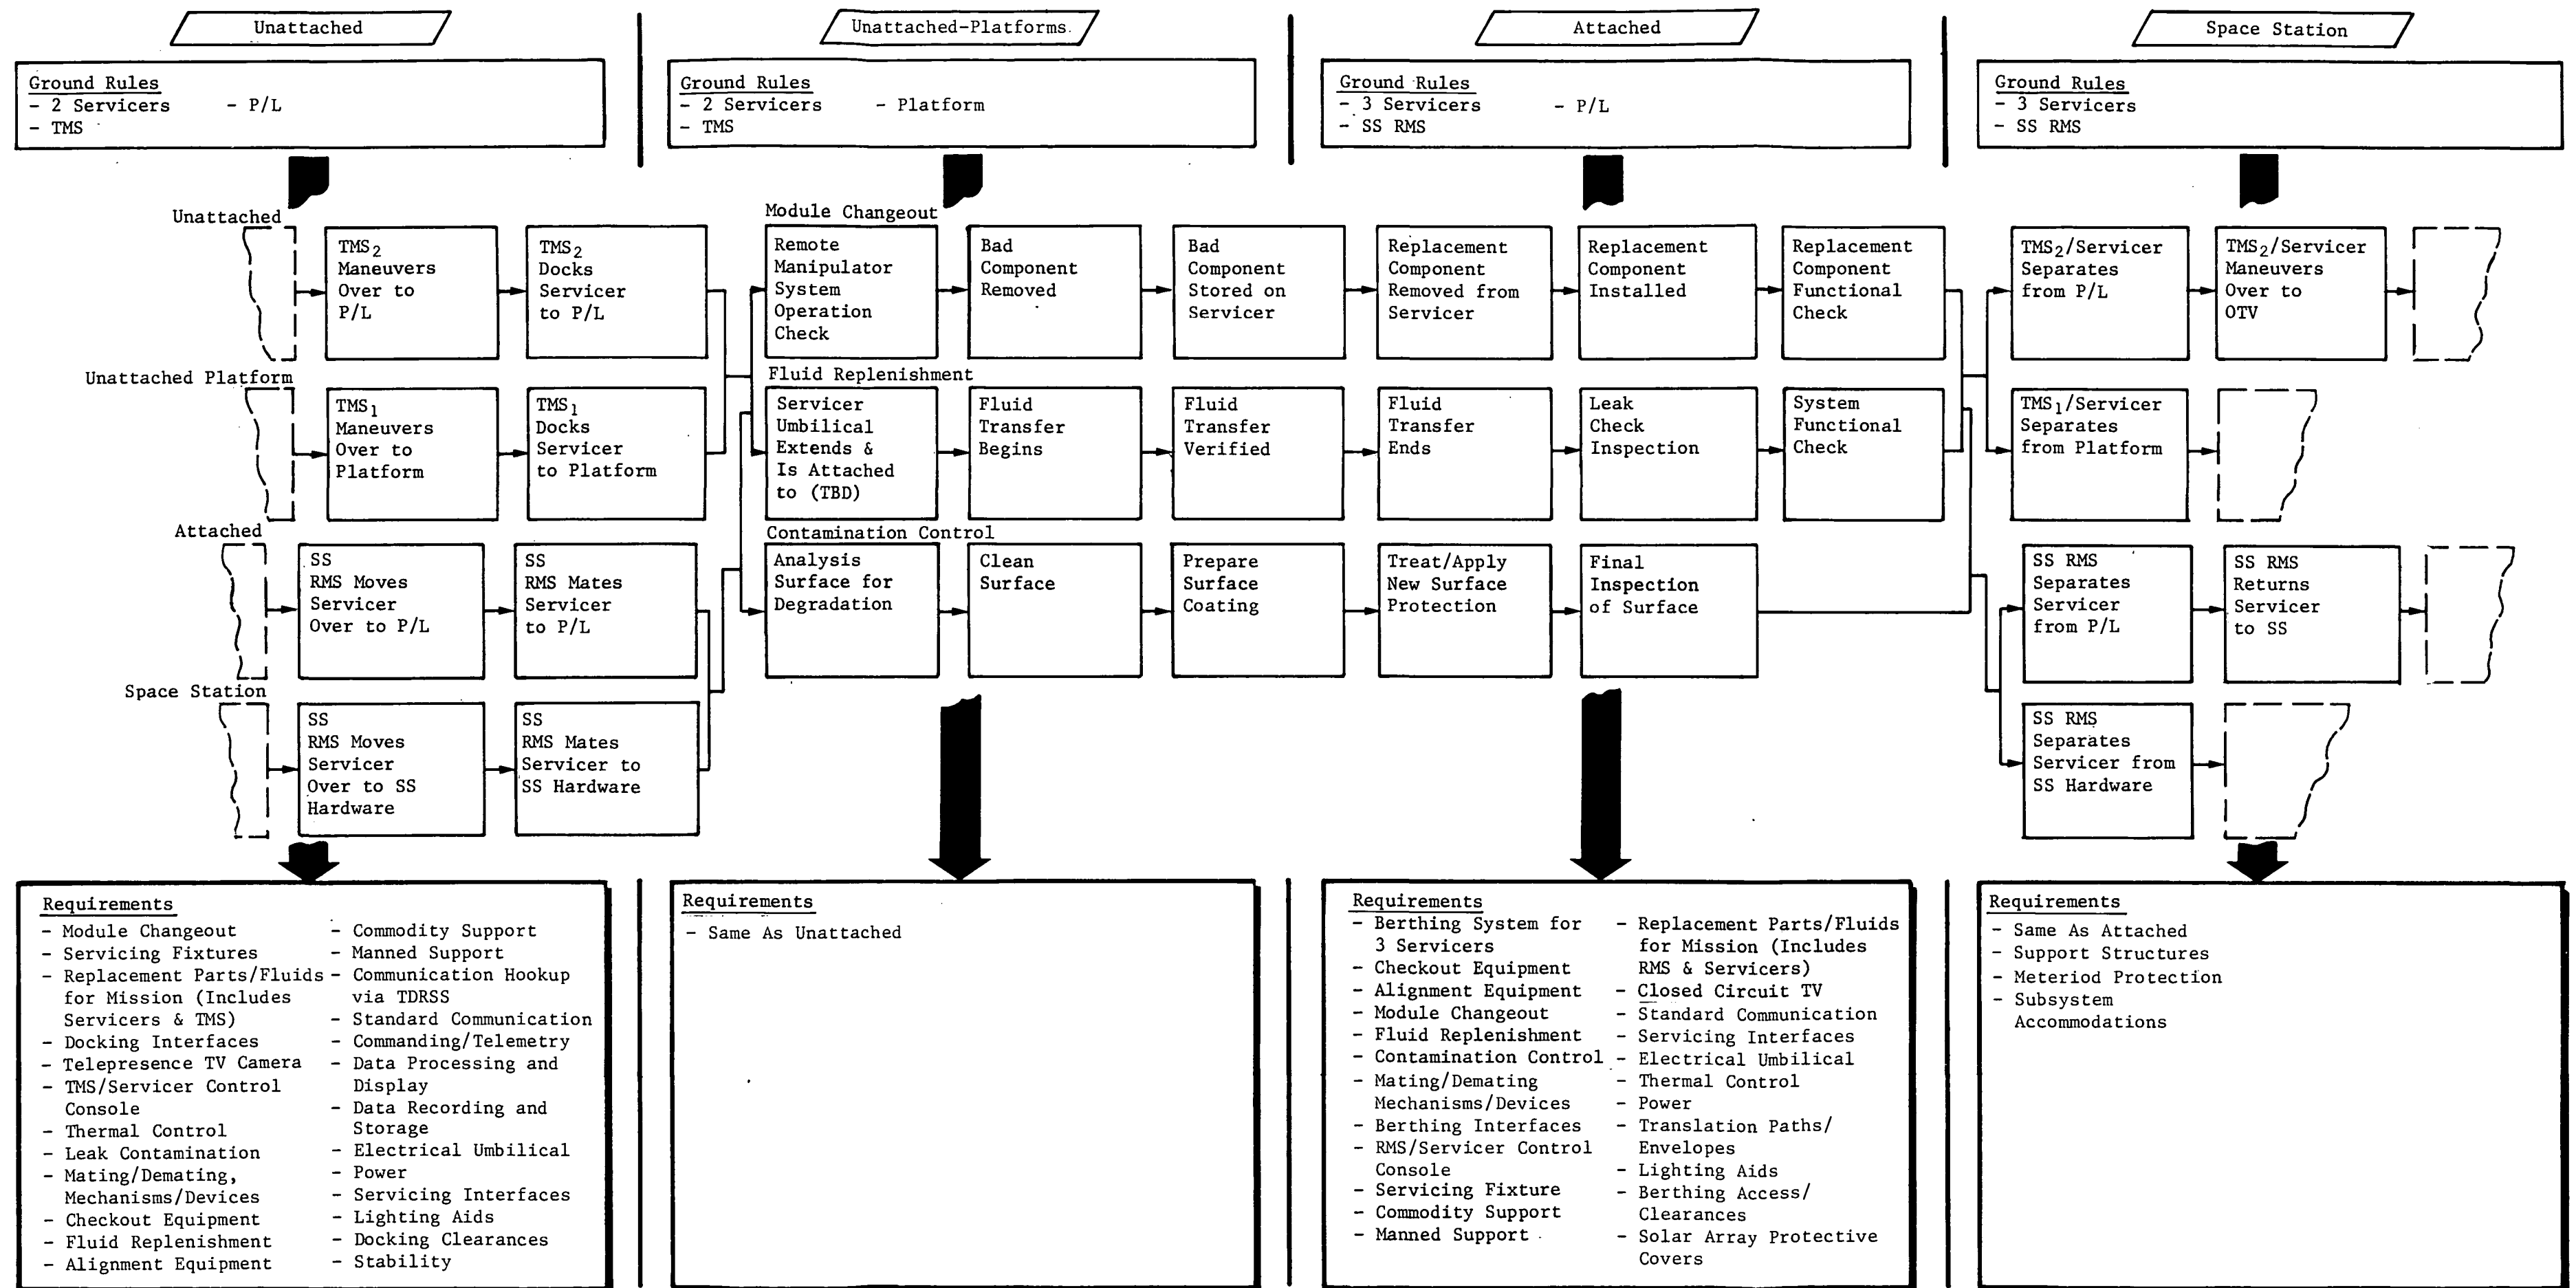 Unattached
Ground Rules
- 2 Servicers - P/L
- TMS
Unattached-Platforms
Ground Rules
- 2 Servicers - Platform
- TMS
Attached
Ground Rules
- 3 Servicers - P/L
- SS RMS
Space Station
Ground Rules
- 3 Servicers
- SS RMS
Unattached
TMS2
Maneuvers
Over to
P/L
TMS2
Docks
Servicer
to P/L
Module Changeout
Remote
Manipulator
System
Operation
Check
Bad
Component
Removed
Bad
Component
Stored on
Servicer
Replacement
Component
Removed from
Servicer
Replacement
Component
Installed
Replacement
Component
Functional
Check
TMS2/Servicer
Separates
from P/L
TMS2/Servicer
Maneuvers
Over to
OTV
Unattached Platform
TMS1
Maneuvers
Over to
Platform
TMS1
Docks
Servicer
to Platform
Fluid Replenishment
Servicer
Umbilical
Extends &
Is Attached
to (TBD)
Fluid
Transfer
Begins
Fluid
Transfer
Verified
Fluid
Transfer
Ends
Leak
Check
Inspection
System
Functional
Check
TMS1/Servicer
Separates
from Platform
Attached
SS
RMS Moves
Servicer
Over to P/L
SS
RMS Mates
Servicer
to P/L
Contamination Control
Analysis
Surface for
Degradation
Clean
Surface
Prepare
Surface
Coating
Treat/Apply
New Surface
Protection
Final
Inspection
of Surface
SS RMS
Separates
Servicer
from P/L
SS RMS
Returns
Servicer
to SS
Space Station
SS
RMS Moves
Servicer
Over to SS
Hardware
SS
RMS Mates
Servicer to
SS Hardware
SS RMS
Separates
Servicer from
SS Hardware
Requirements
- Module Changeout
- Servicing Fixtures
- Replacement Parts/Fluids
for Mission (Includes
Servicers & TMS)
- Docking Interfaces
- Telepresence TV Camera
- TMS/Servicer Control
Console
- Thermal Control
- Leak Contamination
- Mating/Demating,
Mechanisms/Devices
- Checkout Equipment
- Fluid Replenishment
- Alignment Equipment
- Commodity Support
- Manned Support
- Communication Hookup
via TDRSS
- Standard Communication
- Commanding/Telemetry
- Data Processing and
Display
- Data Recording and
Storage
- Electrical Umbilical
- Power
- Servicing Interfaces
- Lighting Aids
- Docking Clearances
- Stability
Requirements
- Same As Unattached
Requirements
- Berthing System for
3 Servicers
- Checkout Equipment
- Alignment Equipment
- Module Changeout
- Fluid Replenishment
- Contamination Control
- Mating/Demating
Mechanisms/Devices
- Berthing Interfaces
- RMS/Servicer Control
Console
- Servicing Fixture
- Commodity Support
- Manned Support
- Replacement Parts/Fluids
for Mission (Includes
RMS & Servicers)
- Closed Circuit TV
- Standard Communication
- Servicing Interfaces
- Electrical Umbilical
- Thermal Control
- Power
- Translation Paths/
Envelopes
- Lighting Aids
- Berthing Access/
Clearances
- Solar Array Protective
Covers
Requirements
- Same As Attached
- Support Structures
- Meteriod Protection
- Subsystem
Accommodations